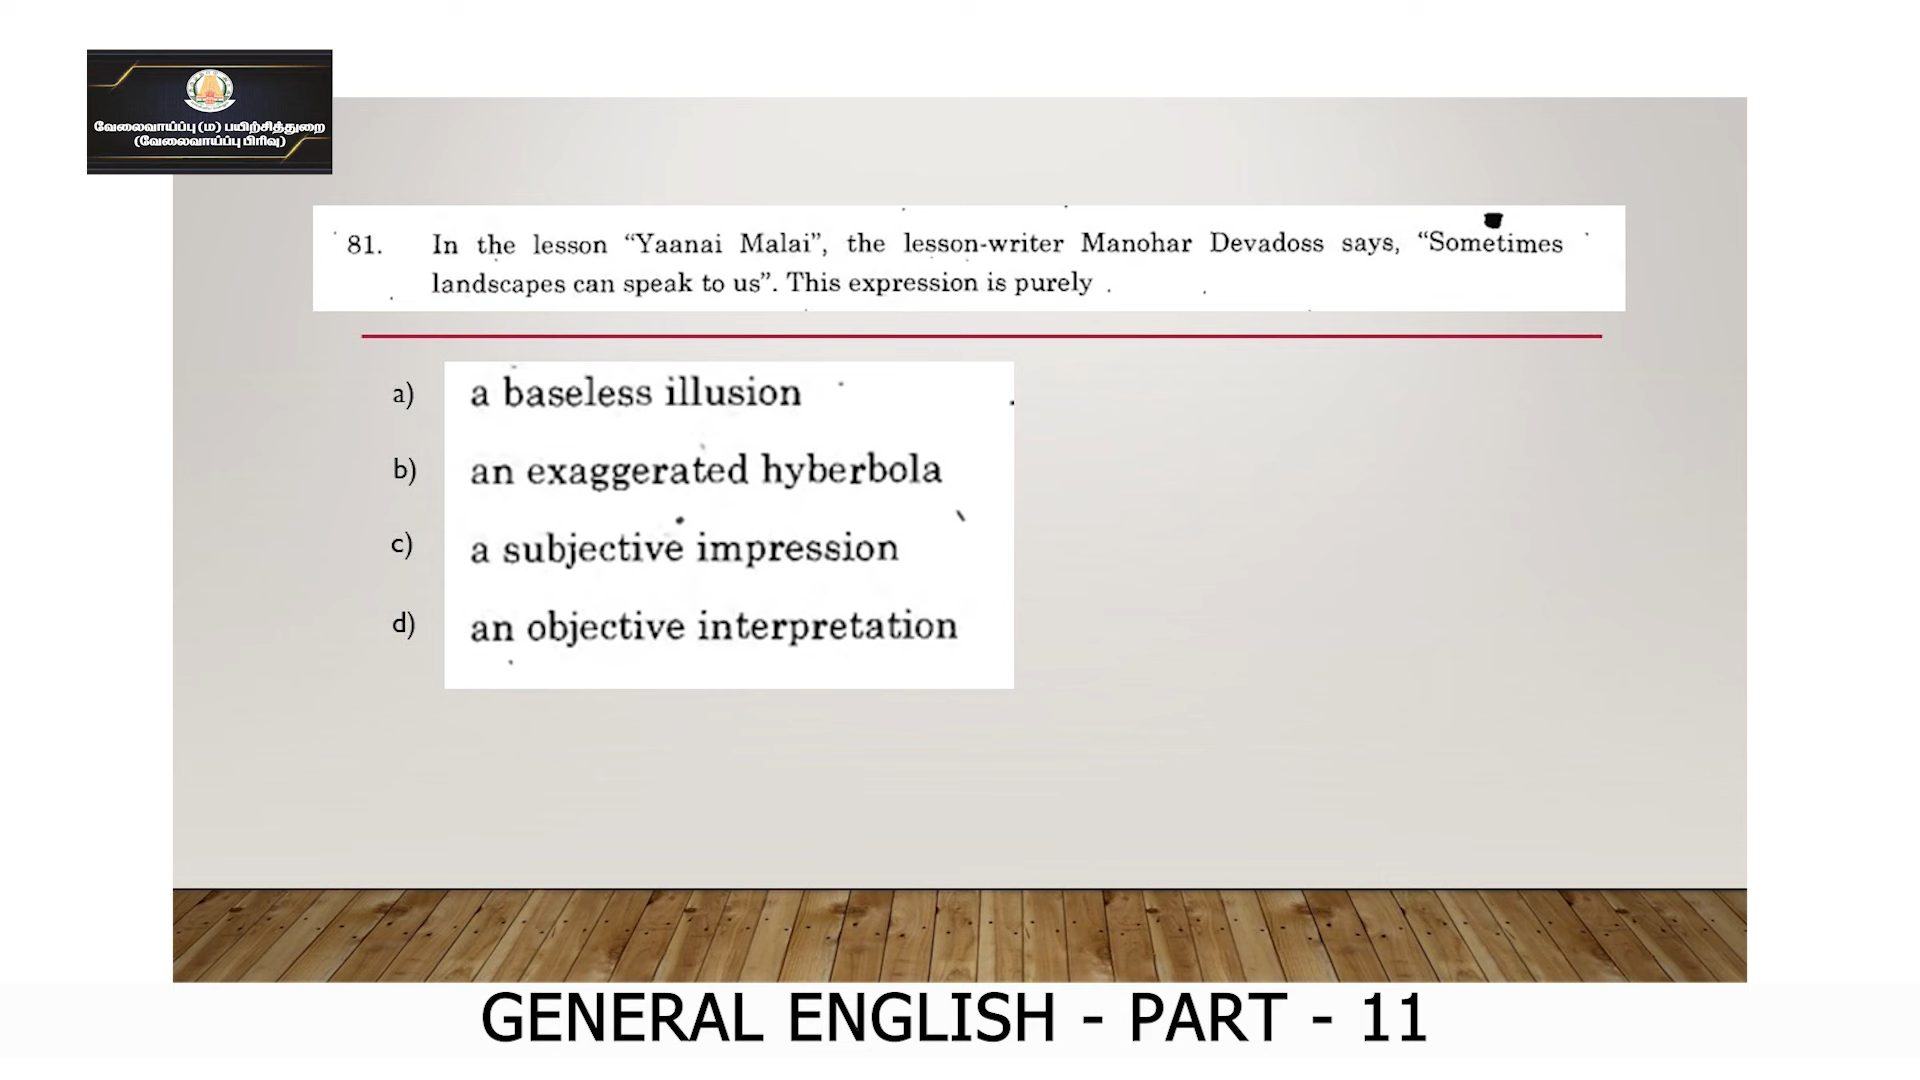 வேலைவாய்ப்பு (ம) பயிற்சித்துறை
(வேலைவாய்ப்பு பிரிவு)
81. In the lesson “Yaanai Malai”, the lesson-writer Manohar Devadoss says, “Sometimes
landscapes can speak to us”. This expression is purely
a) a baseless illusion
b) an exaggerated hyberbola
c) a subjective impression
d) an objective interpretation
GENERAL ENGLISH - PART - 11